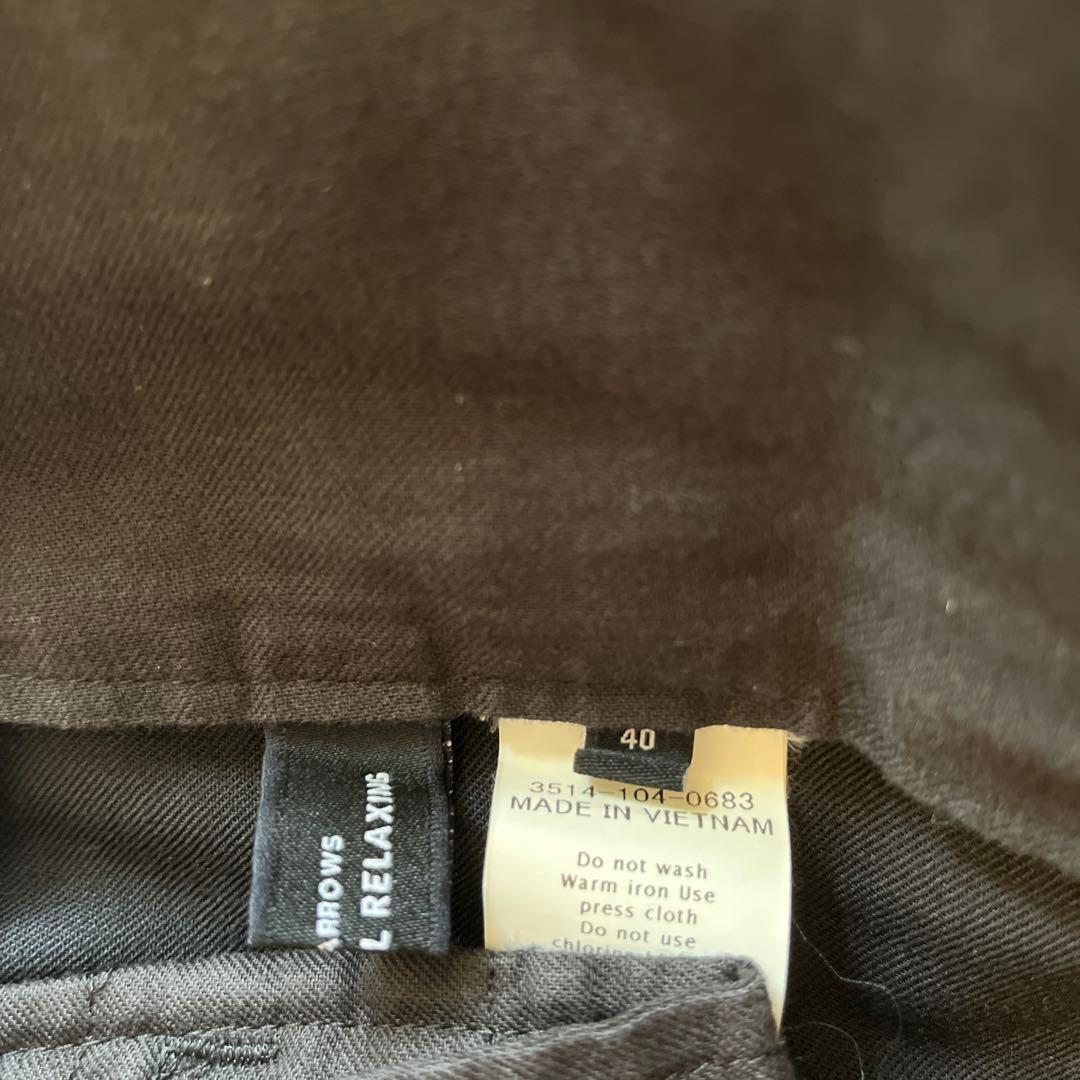 ARROWS
L RELAXING
40
3514-104-0683
MADE IN VIETNAM
Do not wash
Warm iron Use
press cloth
Do not use